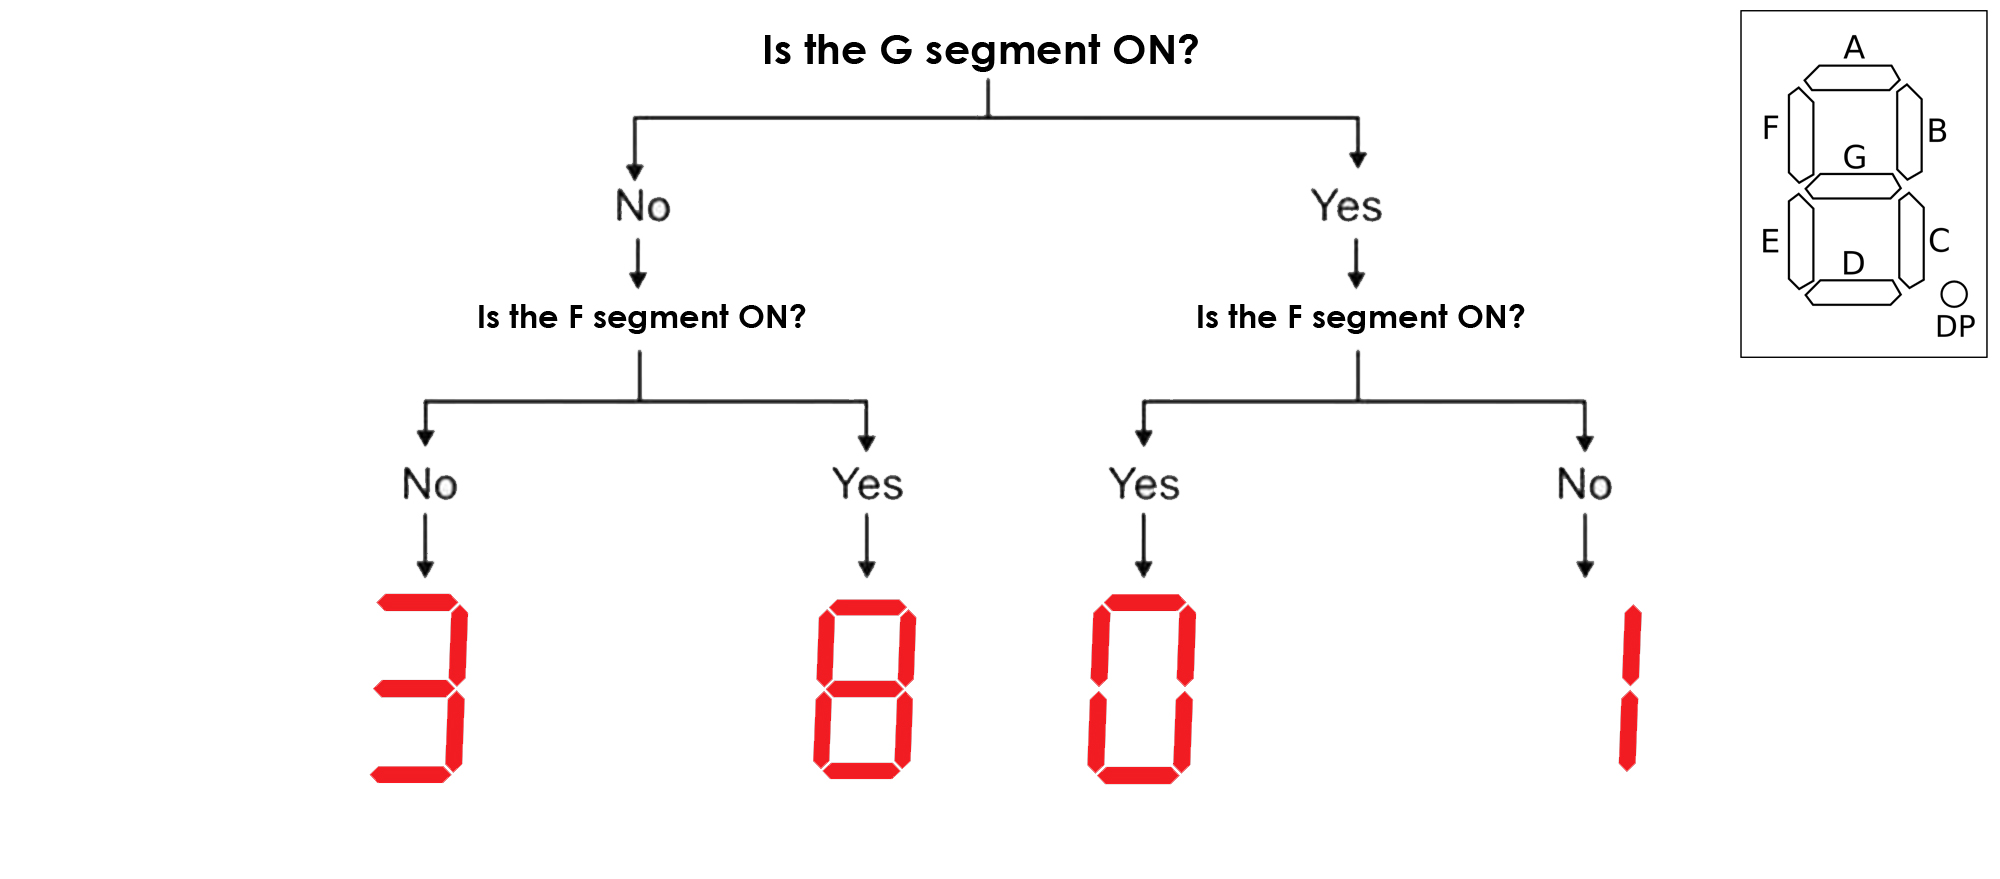 Is the G segment ON?
A
F
B
G
No
Yes
E
C
D
DP
Is the F segment ON?
Is the F segment ON?
No
Yes
Yes
No
3
8
0
1